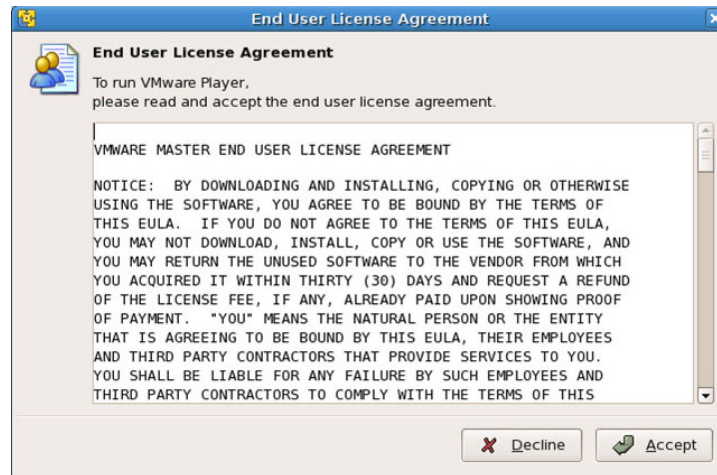 End User License Agreement
End User License Agreement
To run VMware Player,
please read and accept the end user license agreement.
VMWARE MASTER END USER LICENSE AGREEMENT
NOTICE:  BY DOWNLOADING AND INSTALLING, COPYING OR OTHERWISE
USING THE SOFTWARE, YOU AGREE TO BE BOUND BY THE TERMS OF
THIS EULA.  IF YOU DO NOT AGREE TO THE TERMS OF THIS EULA,
YOU MAY NOT DOWNLOAD, INSTALL, COPY OR USE THE SOFTWARE, AND
YOU MAY RETURN THE UNUSED SOFTWARE TO THE VENDOR FROM WHICH
YOU ACQUIRED IT WITHIN THIRTY (30) DAYS AND REQUEST A REFUND
OF THE LICENSE FEE, IF ANY, ALREADY PAID UPON SHOWING PROOF
OF PAYMENT.  "YOU" MEANS THE NATURAL PERSON OR THE ENTITY
THAT IS AGREEING TO BE BOUND BY THIS EULA, THEIR EMPLOYEES
AND THIRD PARTY CONTRACTORS THAT PROVIDE SERVICES TO YOU.
YOU SHALL BE LIABLE FOR ANY FAILURE BY SUCH EMPLOYEES AND
THIRD PARTY CONTRACTORS TO COMPLY WITH THE TERMS OF THIS
Decline
Accept